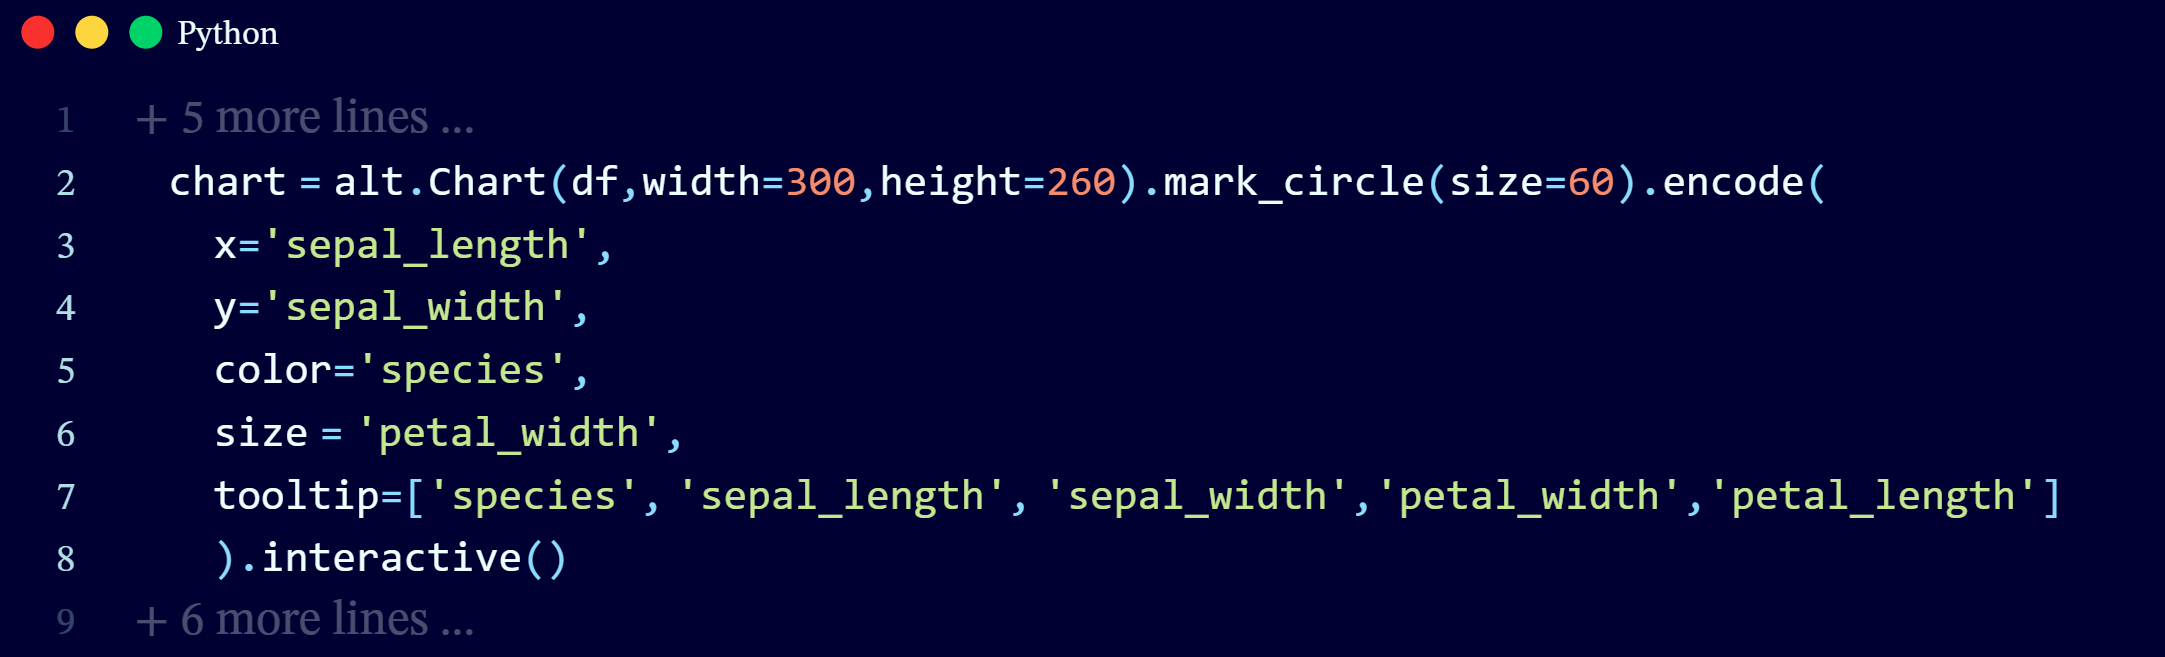 Python
1 + 5 more lines ...
2 chart = alt.Chart(df,width=300,height=260).mark_circle(size=60).encode(
3 x='sepal_length',
4 y='sepal_width',
5 color='species',
6 size = 'petal_width',
7 tooltip=['species', 'sepal_length', 'sepal_width','petal_width','petal_length']
8 ).interactive()
9 + 6 more lines ...